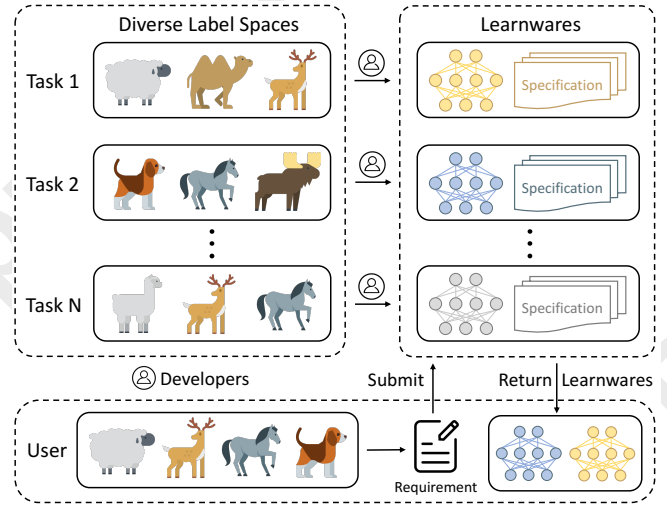 Diverse Label Spaces
Learnwares
Task 1
Specification
Task 2
Specification
Task N
Specification
Developers
Submit
Return
Learnwares
User
Requirement